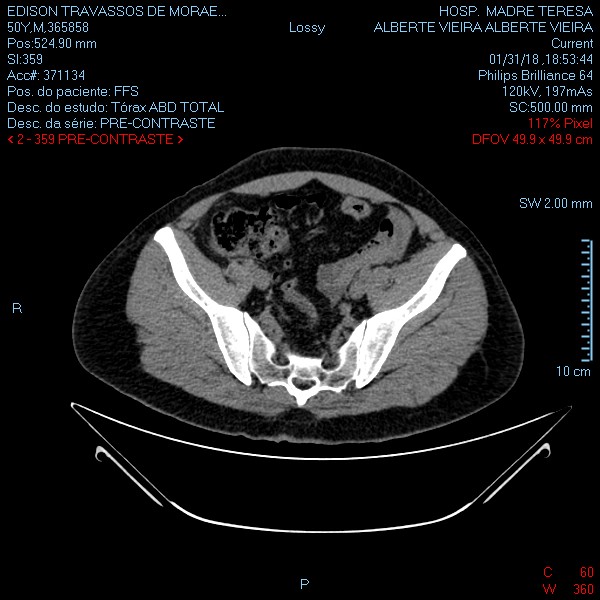 EDISON TRAVASSOS DE MORAE...
50Y,M,365858
Pos:524.90 mm
Sl:359
Acc#: 371134
Pos. do paciente: FFS
Desc. do estudo: Tórax ABD TOTAL
Desc. da série: PRE-CONTRASTE
< 2 - 359 PRE-CONTRASTE >
Lossy
HOSP. MADRE TERESA
ALBERTE VIEIRA ALBERTE VIEIRA
Current
01/31/18 ,18:53:44
Philips Brilliance 64
120kV, 197mAs
SC:500.00 mm
117% Pixel
DFOV 49.9 x 49.9 cm
SW 2.00 mm
R
10 cm
P
C 60
W 360